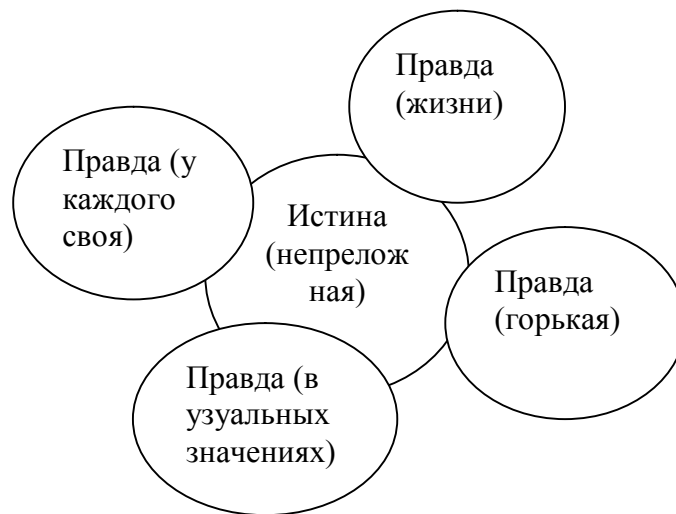 Правда
(жизни)
Правда (у
каждого
своя)
Истина
(непрелож
ная)
Правда
(горькая)
Правда (в
узуальных
значениях)